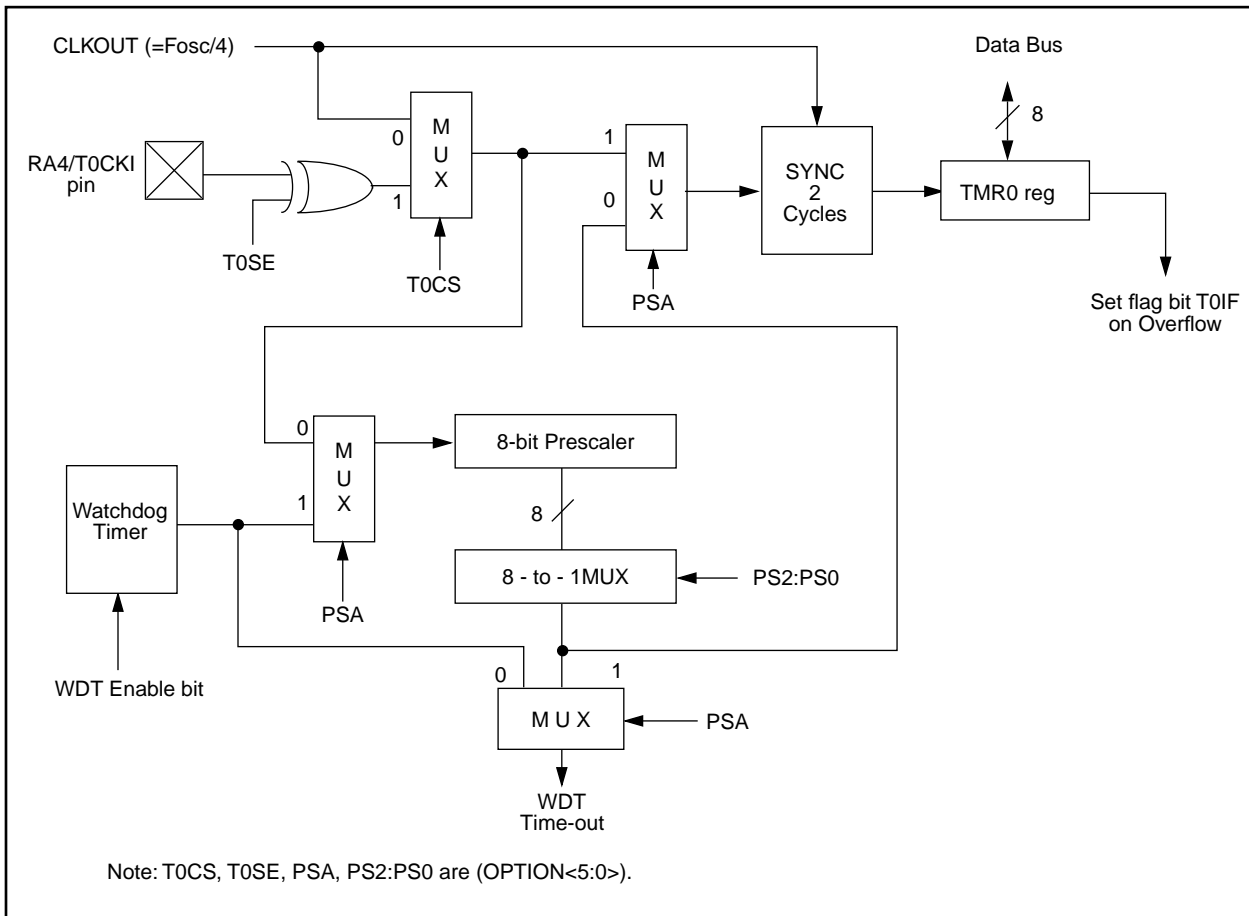 CLKOUT (=Fosc/4)
Data Bus
8
RA4/T0CKI
pin
0
1
M
U
X
T0SE
T0CS
1
0
M
U
X
PSA
SYNC
2
Cycles
TMR0 reg
Set flag bit T0IF
on Overflow
0
1
M
U
X
PSA
8-bit Prescaler
8
8 - to - 1MUX
PS2:PS0
Watchdog
Timer
WDT Enable bit
0
1
M U X
PSA
WDT
Time-out
Note: T0CS, T0SE, PSA, PS2:PS0 are (OPTION<5:0>).